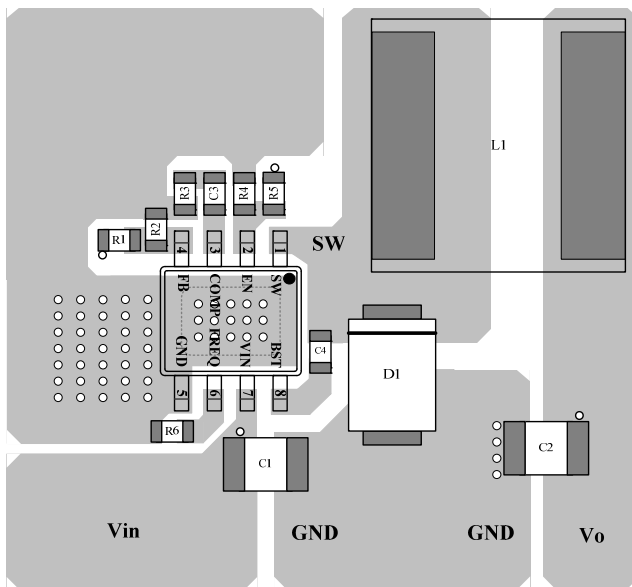 L1
R3
C3
R4
R5
R1
R2
SW
4
3
2
1
FB
COMP
EN
SW
GND
FREQ
VIN
BST
5
6
7
8
C4
D1
R6
C1
C2
Vin
GND
GND
Vo